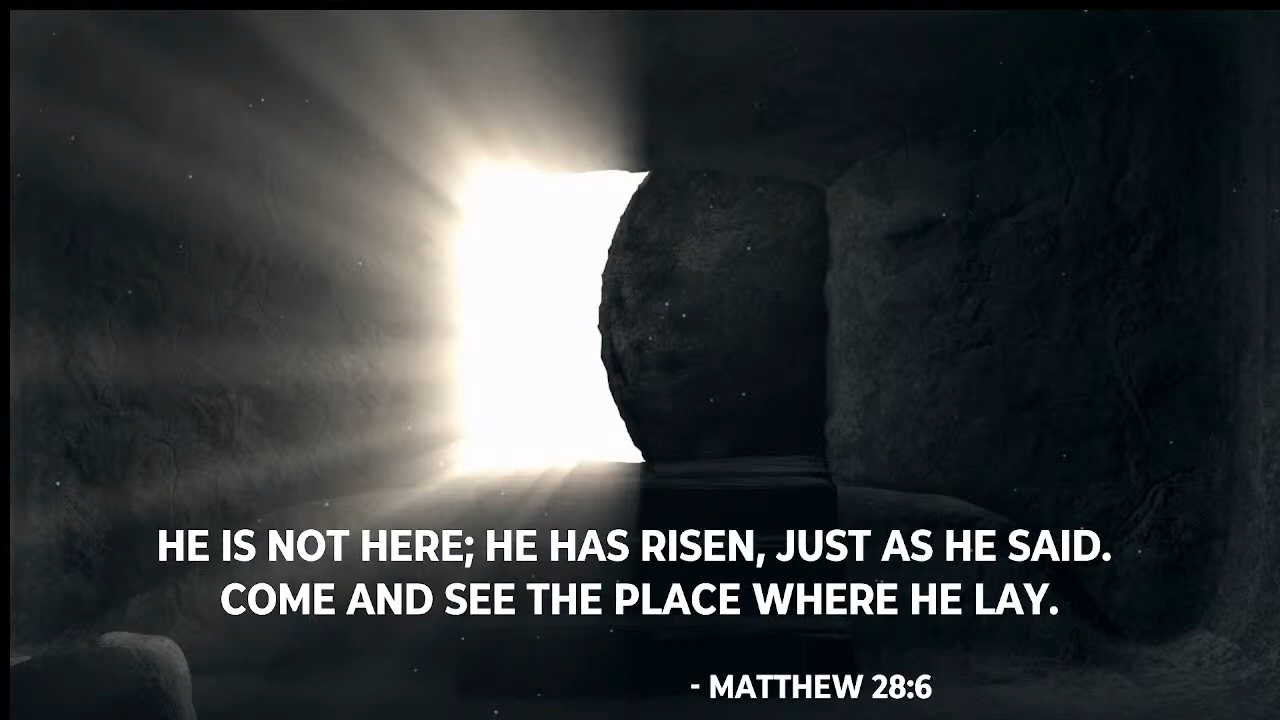 HE IS NOT HERE; HE HAS RISEN, JUST AS HE SAID.
COME AND SEE THE PLACE WHERE HE LAY.
- MATTHEW 28:6